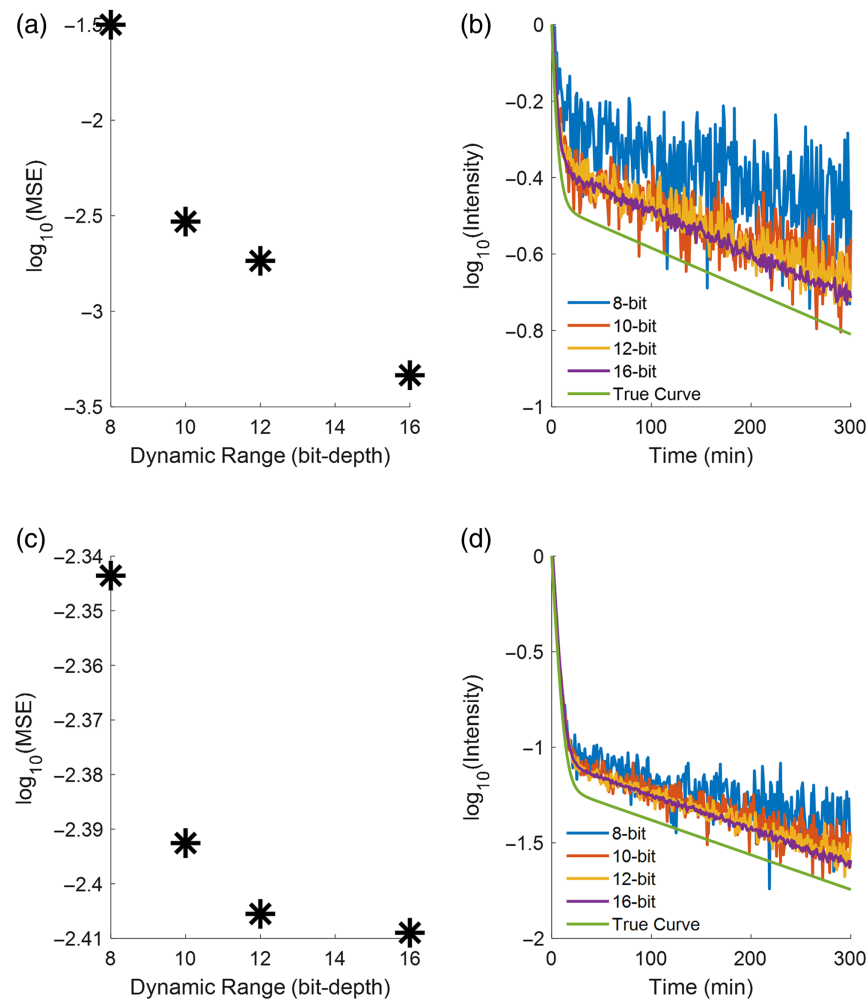 (a)
−1.5
−2
−2.5
−3
−3.5
log10(MSE)
8
10
12
14
16
Dynamic Range (bit-depth)
(b)
0
−0.2
−0.4
−0.6
−0.8
−1
log10(Intensity)
8-bit
10-bit
12-bit
16-bit
True Curve
0
100
200
300
Time (min)
(c)
−2.34
−2.35
−2.36
−2.37
−2.38
−2.39
−2.4
−2.41
log10(MSE)
8
10
12
14
16
Dynamic Range (bit-depth)
(d)
0
−0.5
−1
−1.5
−2
log10(Intensity)
8-bit
10-bit
12-bit
16-bit
True Curve
0
100
200
300
Time (min)